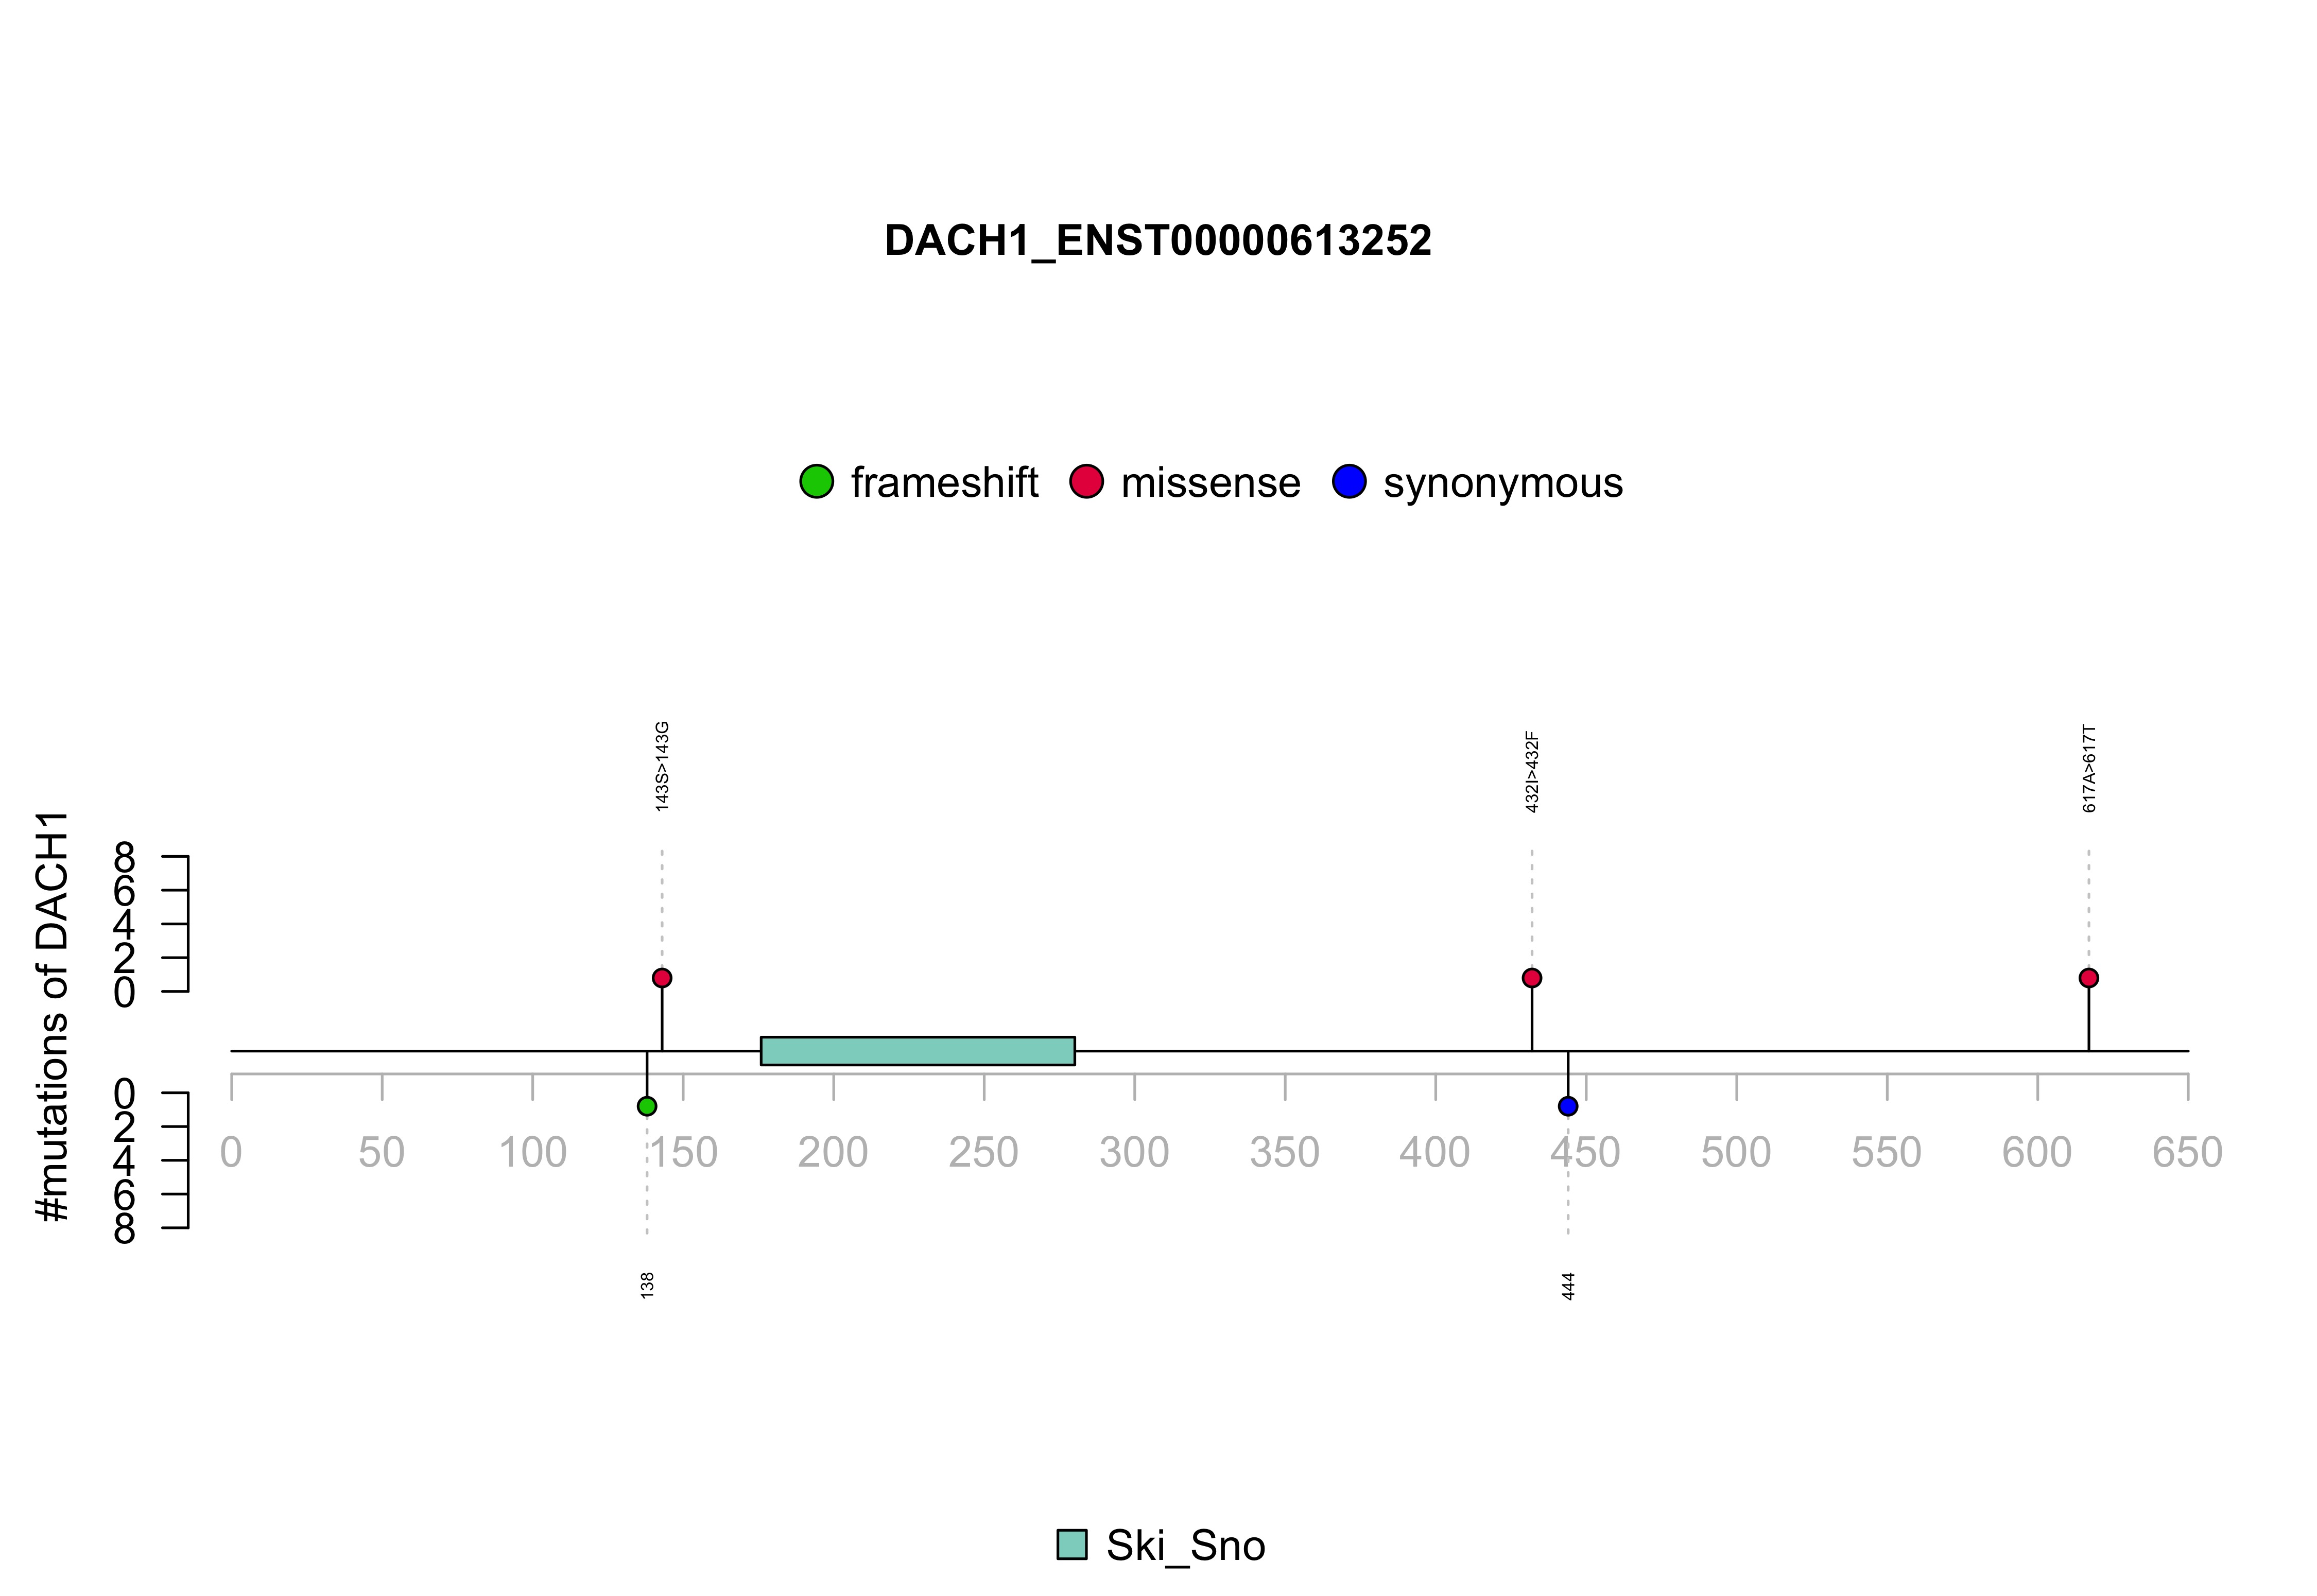 DACH1_ENST00000613252
frameshift missense synonymous
143S>143G
432I>432F
617A>617T
#mutations of DACH1
8
6
4
2
0
0
2
4
6
8
0 50 100 150 200 250 300 350 400 450 500 550 600 650
138
444
Ski_Sno